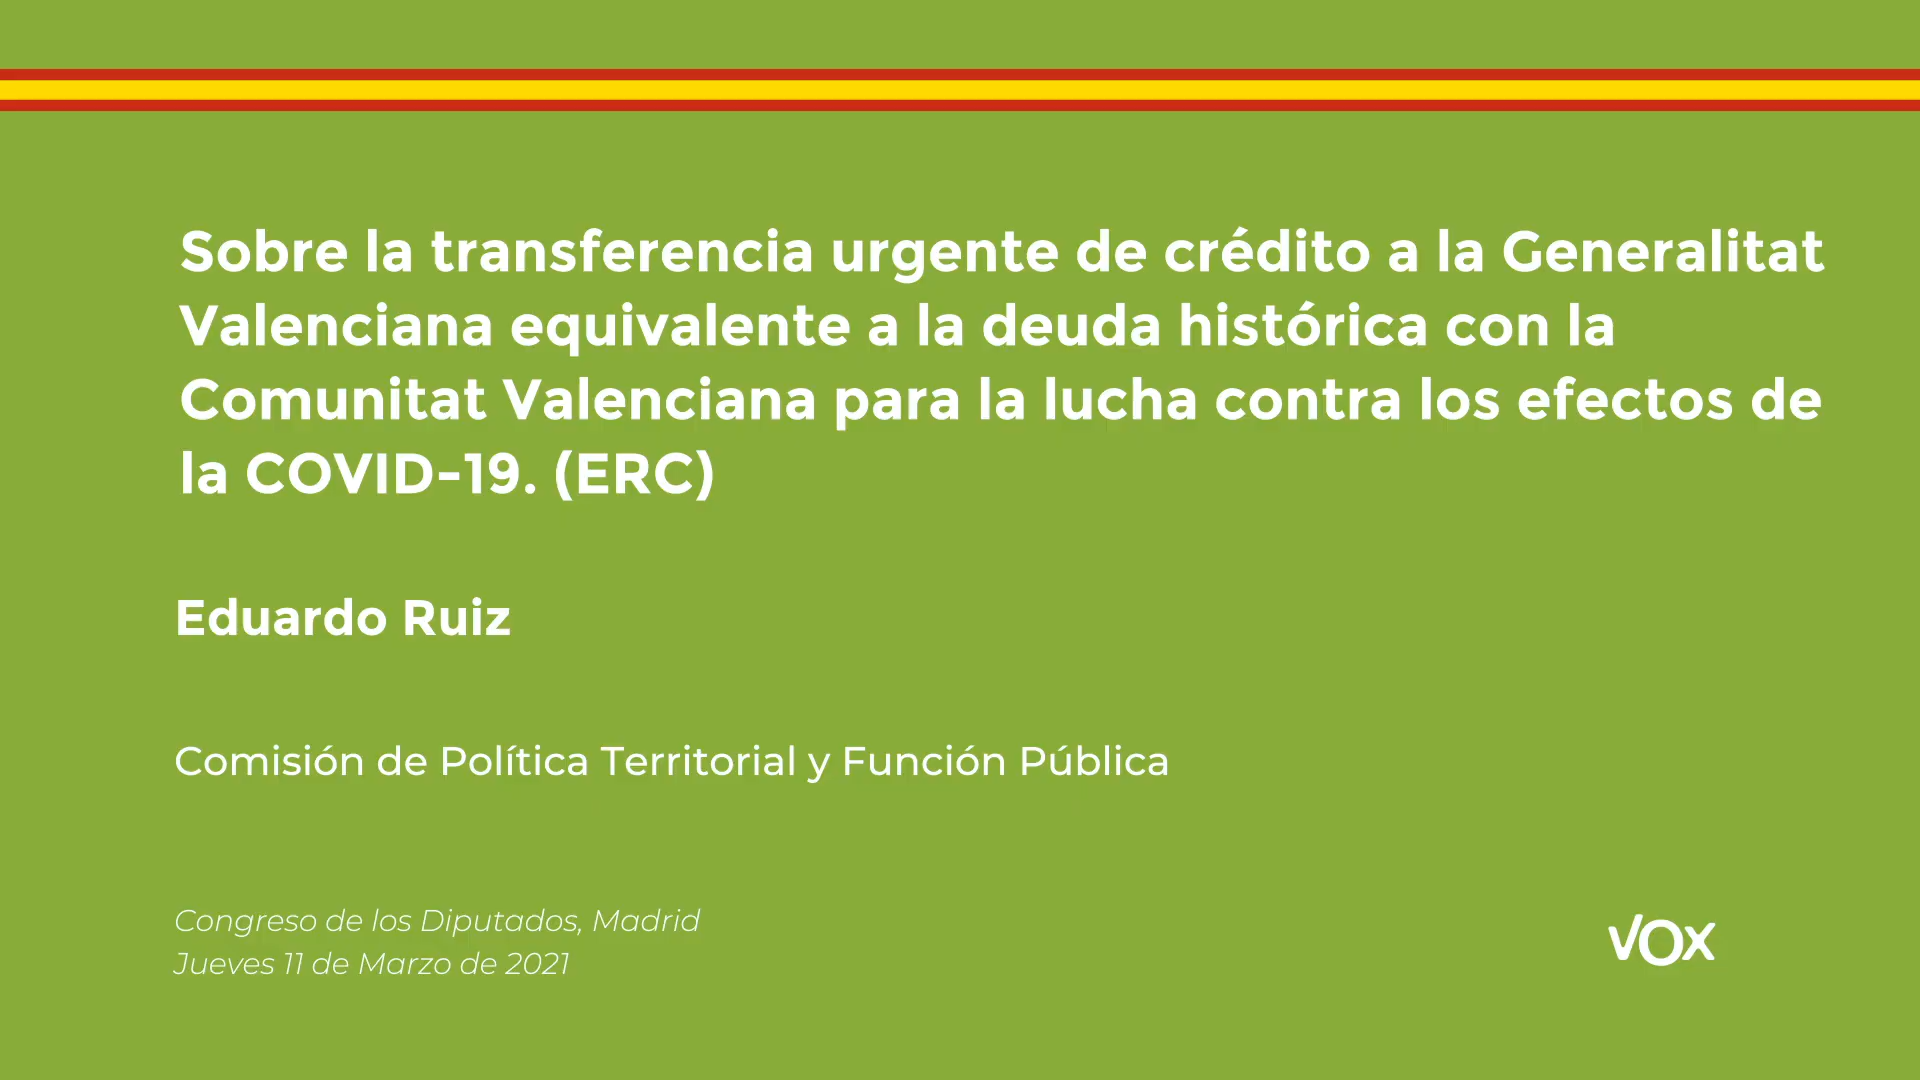 Sobre la transferencia urgente de crédito a la Generalitat
Valenciana equivalente a la deuda histórica con la
Comunitat Valenciana para la lucha contra los efectos de
la COVID-19. (ERC)
Eduardo Ruiz
Comisión de Política Territorial y Función Pública
Congreso de los Diputados, Madrid
Jueves 11 de Marzo de 2021
VOX